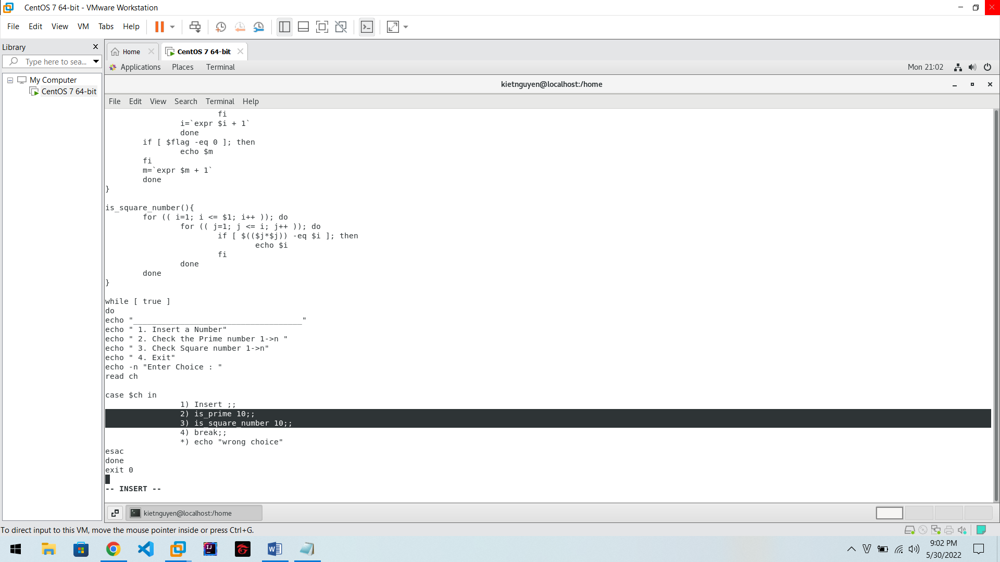 CentOS 7 64-bit - VMware Workstation
File Edit View VM Tabs Help
Library
Type here to sea...
My Computer
CentOS 7 64-bit
Home
CentOS 7 64-bit
Applications Places Terminal
Mon 21:02
kietnguyen@localhost:/home
File Edit View Search Terminal Help
                        fi
                i=`expr $i + 1`
                done
        if [ $flag -eq 0 ]; then
                echo $m
        fi
        m=`expr $m + 1`
        done
}
is_square_number(){
        for (( i=1; i <= $1; i++ )); do
                for (( j=1; j <= i; j++ )); do
                        if [ $(($j*$j)) -eq $i ]; then
                                echo $i
                        fi
                done
        done
}
while [ true ]
do
echo "____________________________________"
echo " 1. Insert a Number"
echo " 2. Check the Prime number 1->n "
echo " 3. Check Square number 1->n"
echo " 4. Exit"
echo -n "Enter Choice : "
read ch
case $ch in
                1) Insert ;;
                2) is_prime 10;;
                3) is_square_number 10;;
                4) break;;
                *) echo "wrong choice"
esac
done
exit 0
-- INSERT --
kietnguyen@localhost:/home
To direct input to this VM, move the mouse pointer inside or press Ctrl+G.
9:02 PM
5/30/2022